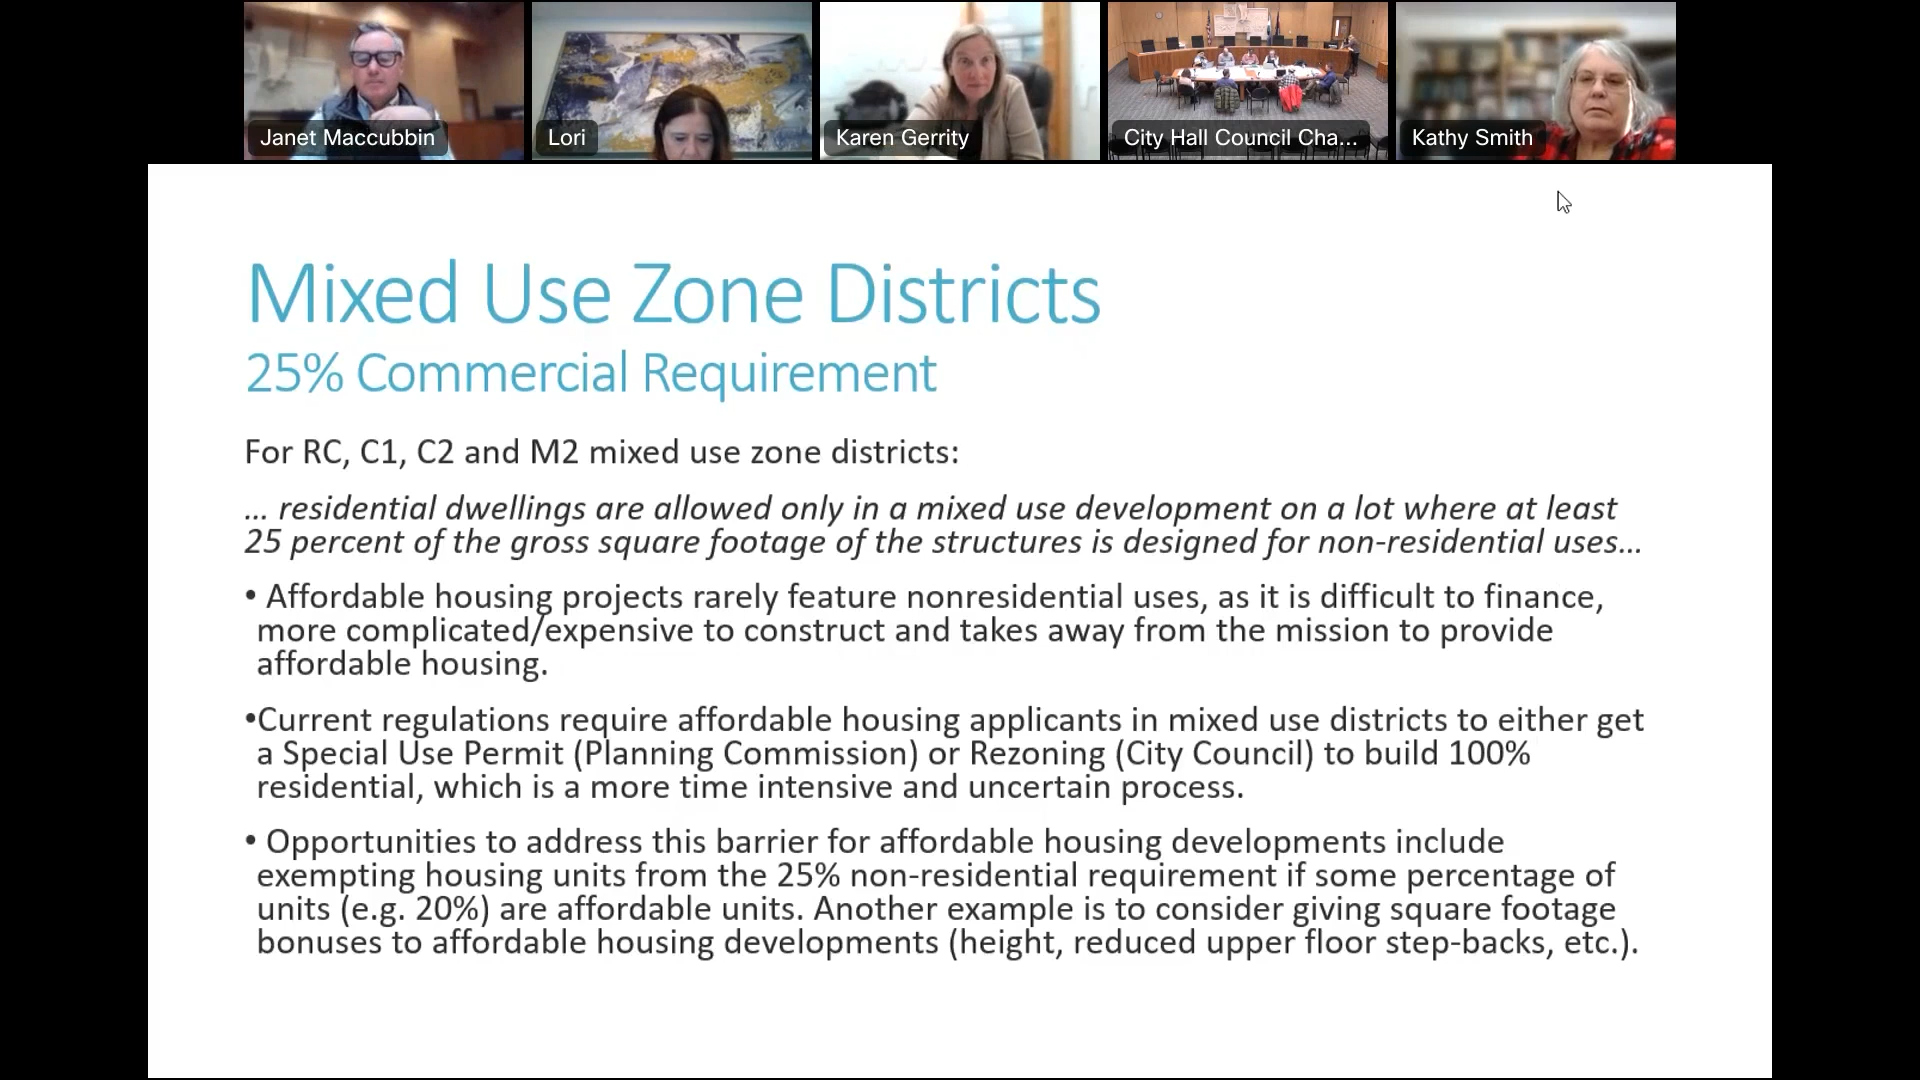 Janet Maccubbin
Lori
Karen Gerrity
City Hall Council Cha...
Kathy Smith
Mixed Use Zone Districts
25% Commercial Requirement
For RC, C1, C2 and M2 mixed use zone districts:
... residential dwellings are allowed only in a mixed use development on a lot where at least
25 percent of the gross square footage of the structures is designed for non-residential uses...
• Affordable housing projects rarely feature nonresidential uses, as it is difficult to finance,
more complicated/expensive to construct and takes away from the mission to provide
affordable housing.
•Current regulations require affordable housing applicants in mixed use districts to either get
a Special Use Permit (Planning Commission) or Rezoning (City Council) to build 100%
residential, which is a more time intensive and uncertain process.
• Opportunities to address this barrier for affordable housing developments include
exempting housing units from the 25% non-residential requirement if some percentage of
units (e.g. 20%) are affordable units. Another example is to consider giving square footage
bonuses to affordable housing developments (height, reduced upper floor step-backs, etc.).